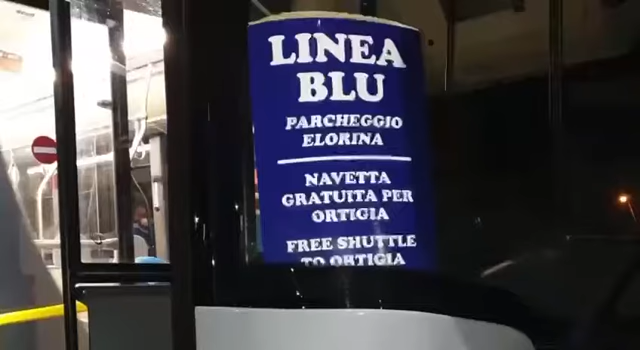 LINEA
BLU
PARCHEGGIO
ELORINA
NAVETTA
GRATUITA PER
ORTIGIA
FREE SHUTTLE
TO ORTIGIA